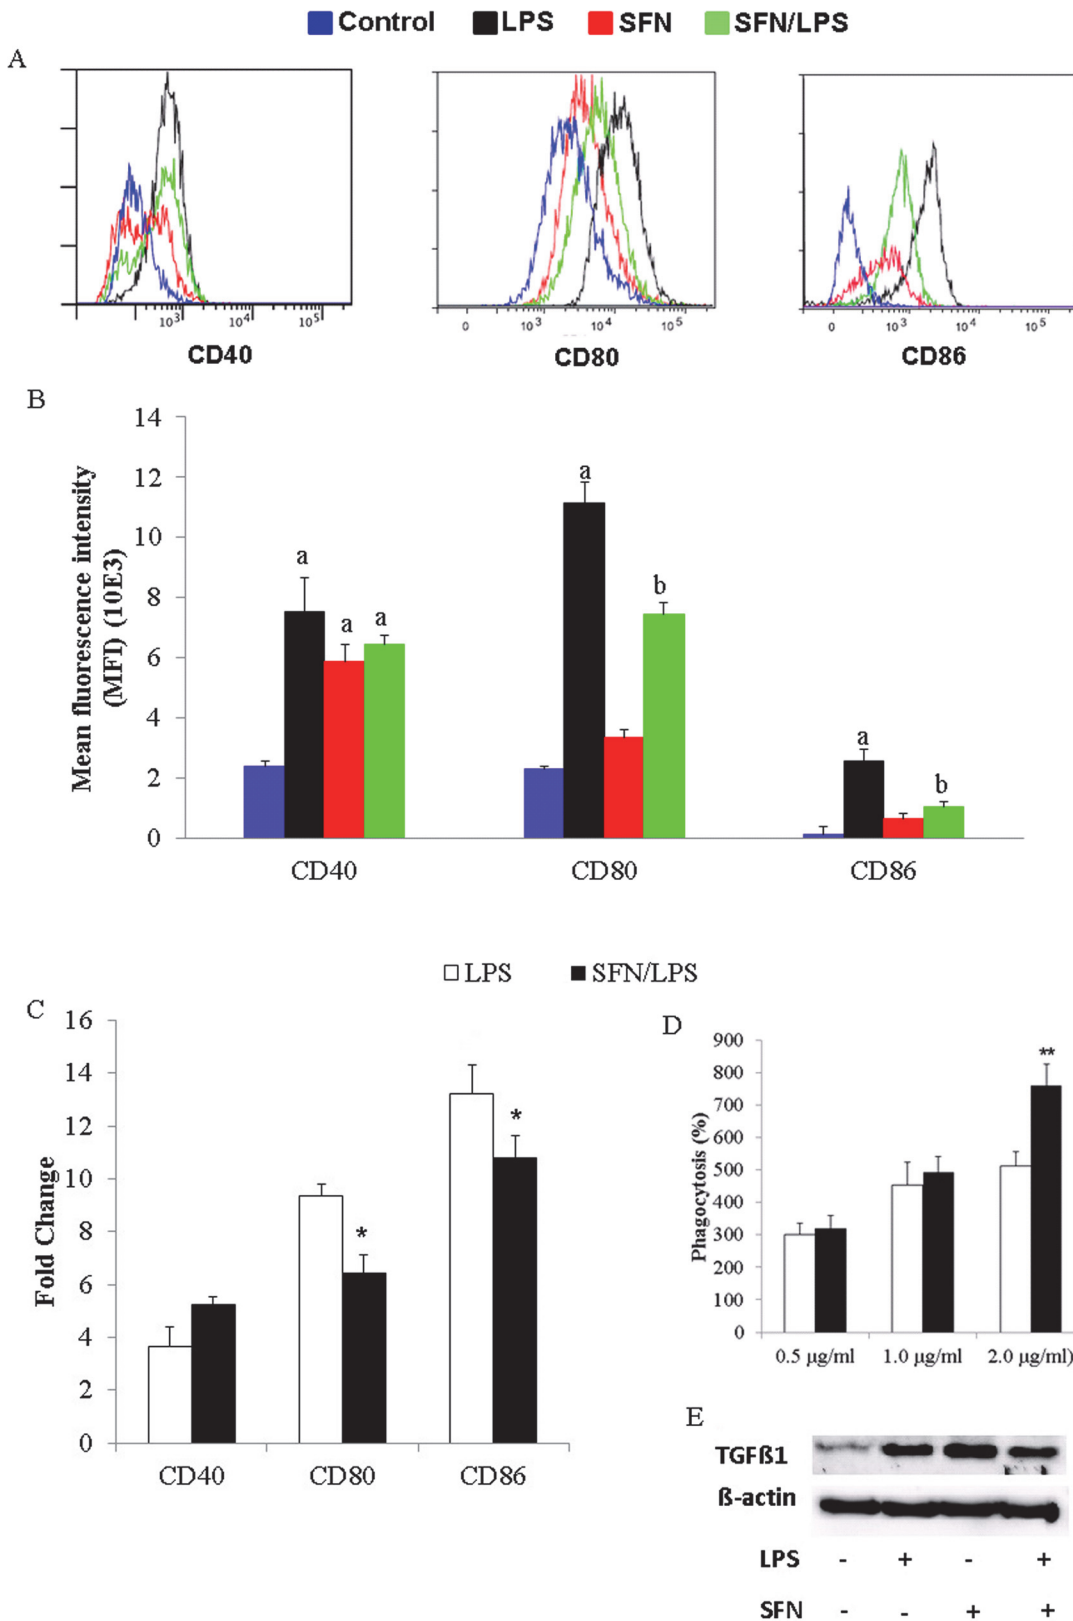 Control LPS SFN SFN/LPS
A
10³ 10⁴ 10⁵
CD40
0 10³ 10⁴ 10⁵
CD80
0 10³ 10⁴ 10⁵
CD86
B
Mean fluorescence intensity
(MFI) (10E3)
14
12
10
8
6
4
2
0
a
a
a
a
b
a
b
CD40 CD80 CD86
LPS SFN/LPS
C
Fold Change
16
14
12
10
8
6
4
2
0
*
*
CD40 CD80 CD86
D
Phagocytosis (%)
900
800
700
600
500
400
300
200
100
0
**
0.5 µg/ml 1.0 µg/ml 2.0 µg/ml)
E
TGFß1
ß-actin
LPS - + - +
SFN - - + +